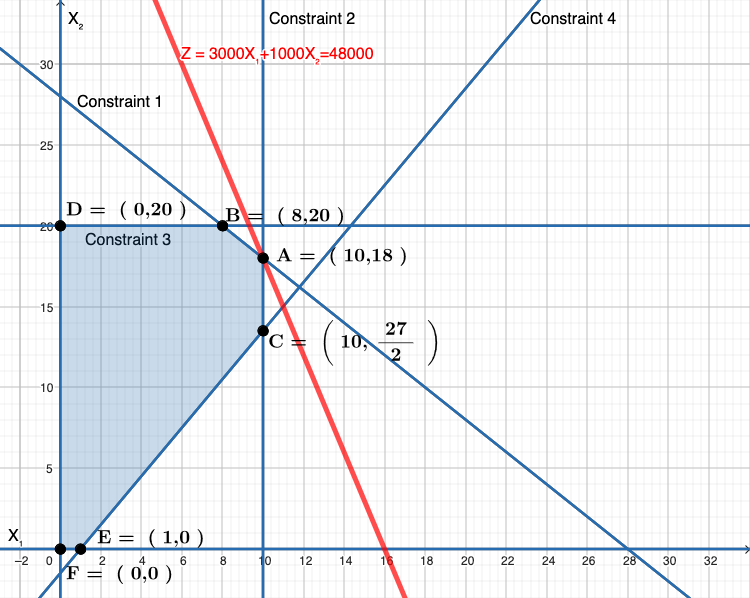 X₂
Constraint 2
Constraint 4
Z = 3000X₁+1000X₂=48000
30
Constraint 1
25
D = ( 0,20 )
B = ( 8,20 )
20
Constraint 3
A = ( 10,18 )
15
C = ( 10, 27/2 )
10
5
X₁
E = ( 1,0 )
−2 0 2 4 6 8 10 12 14 16 18 20 22 24 26 28 30 32
F = ( 0,0 )